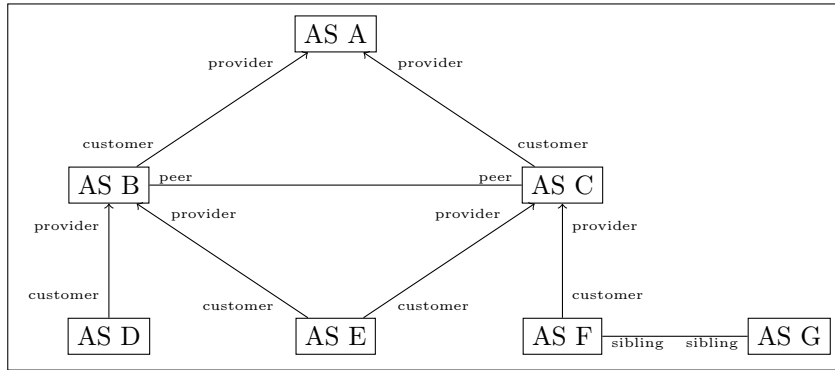 AS A
provider provider
customer customer
AS B peer peer AS C
provider provider provider provider
customer customer customer customer
AS D AS E AS F sibling sibling AS G